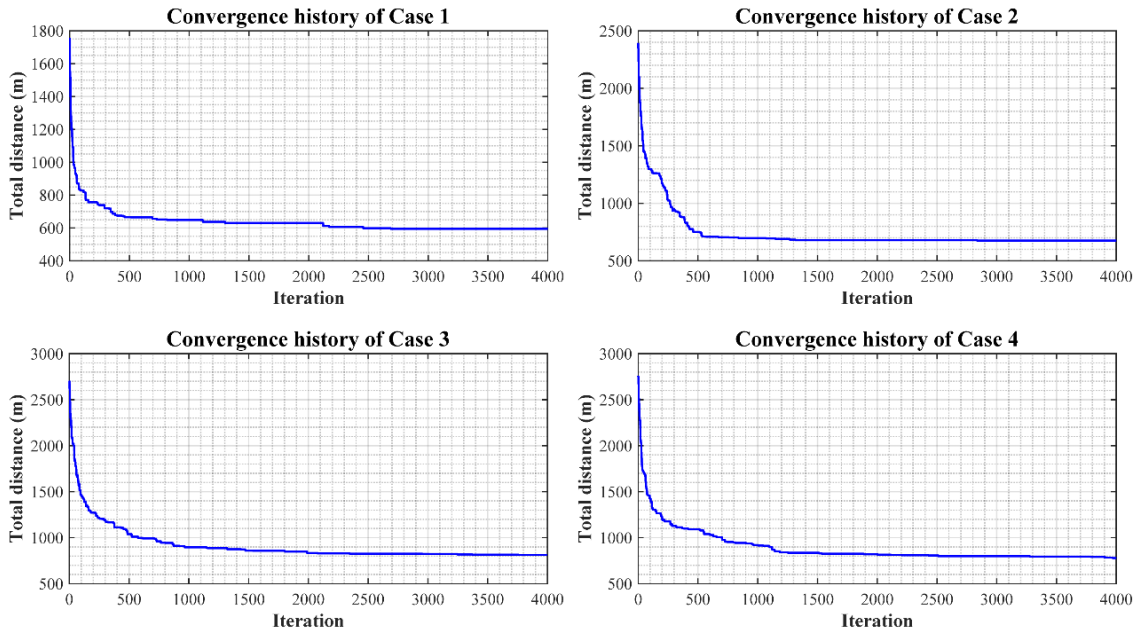 Convergence history of Case 1
Total distance (m)
1800
1600
1400
1200
1000
800
600
400
0 500 1000 1500 2000 2500 3000 3500 4000
Iteration
Convergence history of Case 2
Total distance (m)
2500
2000
1500
1000
500
0 500 1000 1500 2000 2500 3000 3500 4000
Iteration
Convergence history of Case 3
Total distance (m)
3000
2500
2000
1500
1000
500
0 500 1000 1500 2000 2500 3000 3500 4000
Iteration
Convergence history of Case 4
Total distance (m)
3000
2500
2000
1500
1000
500
0 500 1000 1500 2000 2500 3000 3500 4000
Iteration